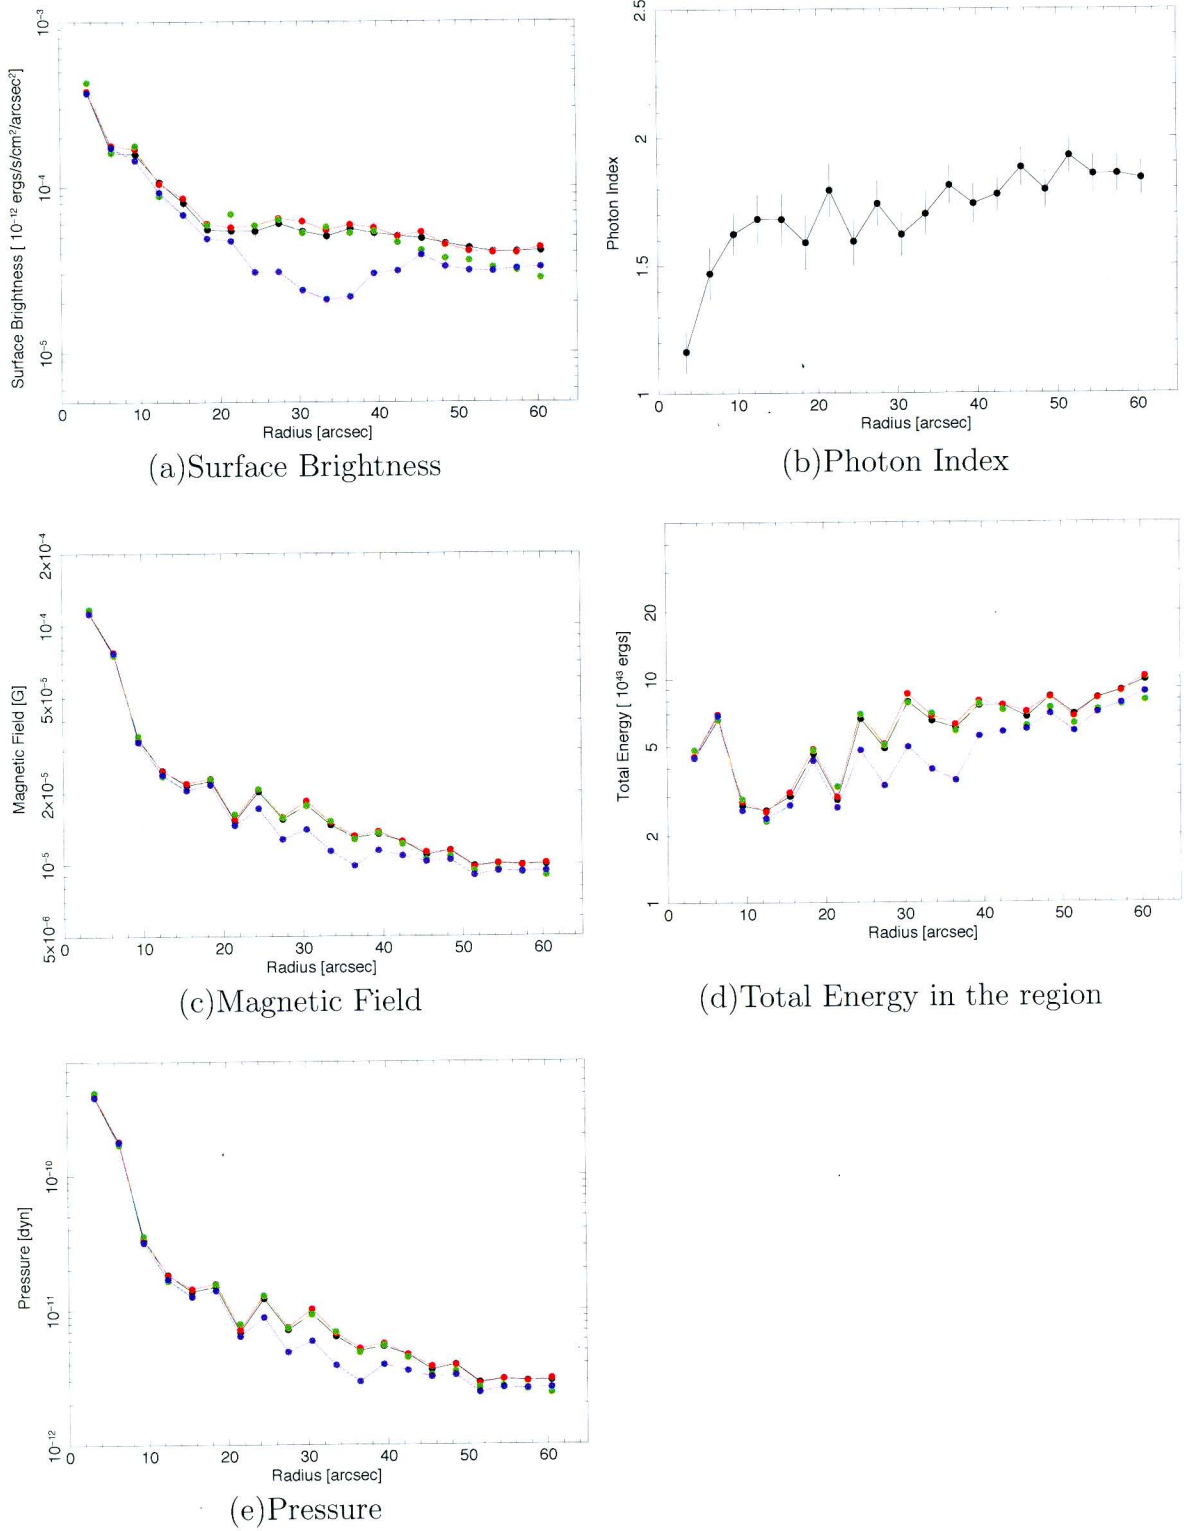 10⁻³
10⁻⁴
10⁻⁵
Surface Brightness [ 10⁻¹² ergs/s/cm²/arcsec²]
0 10 20 30 40 50 60
Radius [arcsec]
(a)Surface Brightness
2.5
2
1.5
1
Photon Index
0 10 20 30 40 50 60
Radius [arcsec]
(b)Photon Index
2×10⁻⁴
10⁻⁴
5×10⁻⁵
2×10⁻⁵
10⁻⁵
5×10⁻⁶
Magnetic Field [G]
0 10 20 30 40 50 60
Radius [arcsec]
(c)Magnetic Field
20
10
5
2
1
Total Energy [ 10⁴³ ergs]
0 10 20 30 40 50 60
Radius [arcsec]
(d)Total Energy in the region
10⁻¹⁰
10⁻¹¹
10⁻¹²
Pressure [dyn]
0 10 20 30 40 50 60
Radius [arcsec]
(e)Pressure